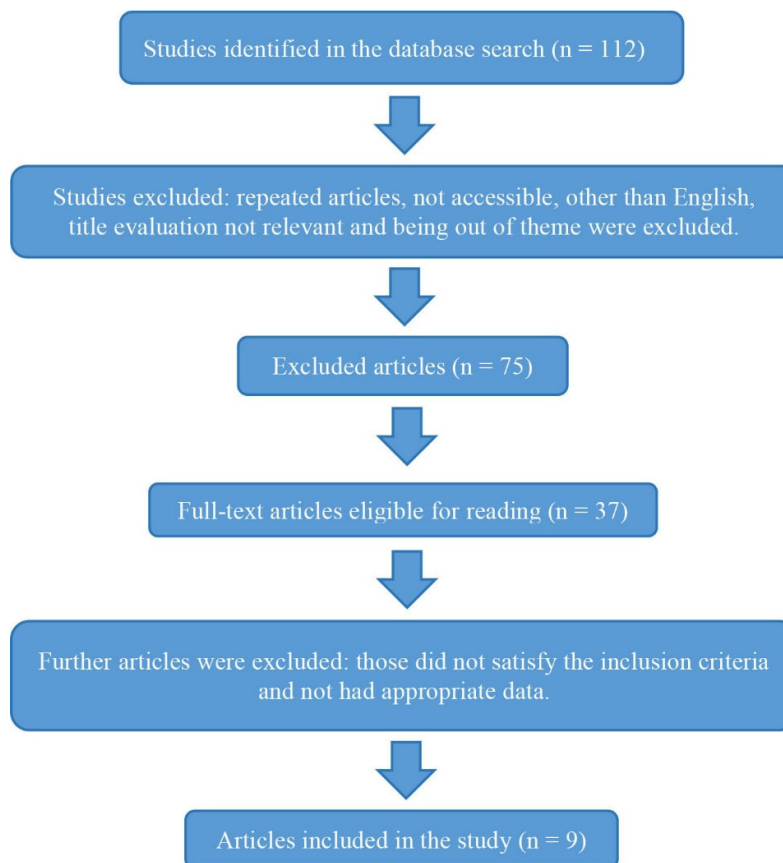 Studies identified in the database search (n = 112)
Studies excluded: repeated articles, not accessible, other than English,
title evaluation not relevant and being out of theme were excluded.
Excluded articles (n = 75)
Full-text articles eligible for reading (n = 37)
Further articles were excluded: those did not satisfy the inclusion criteria
and not had appropriate data.
Articles included in the study (n = 9)